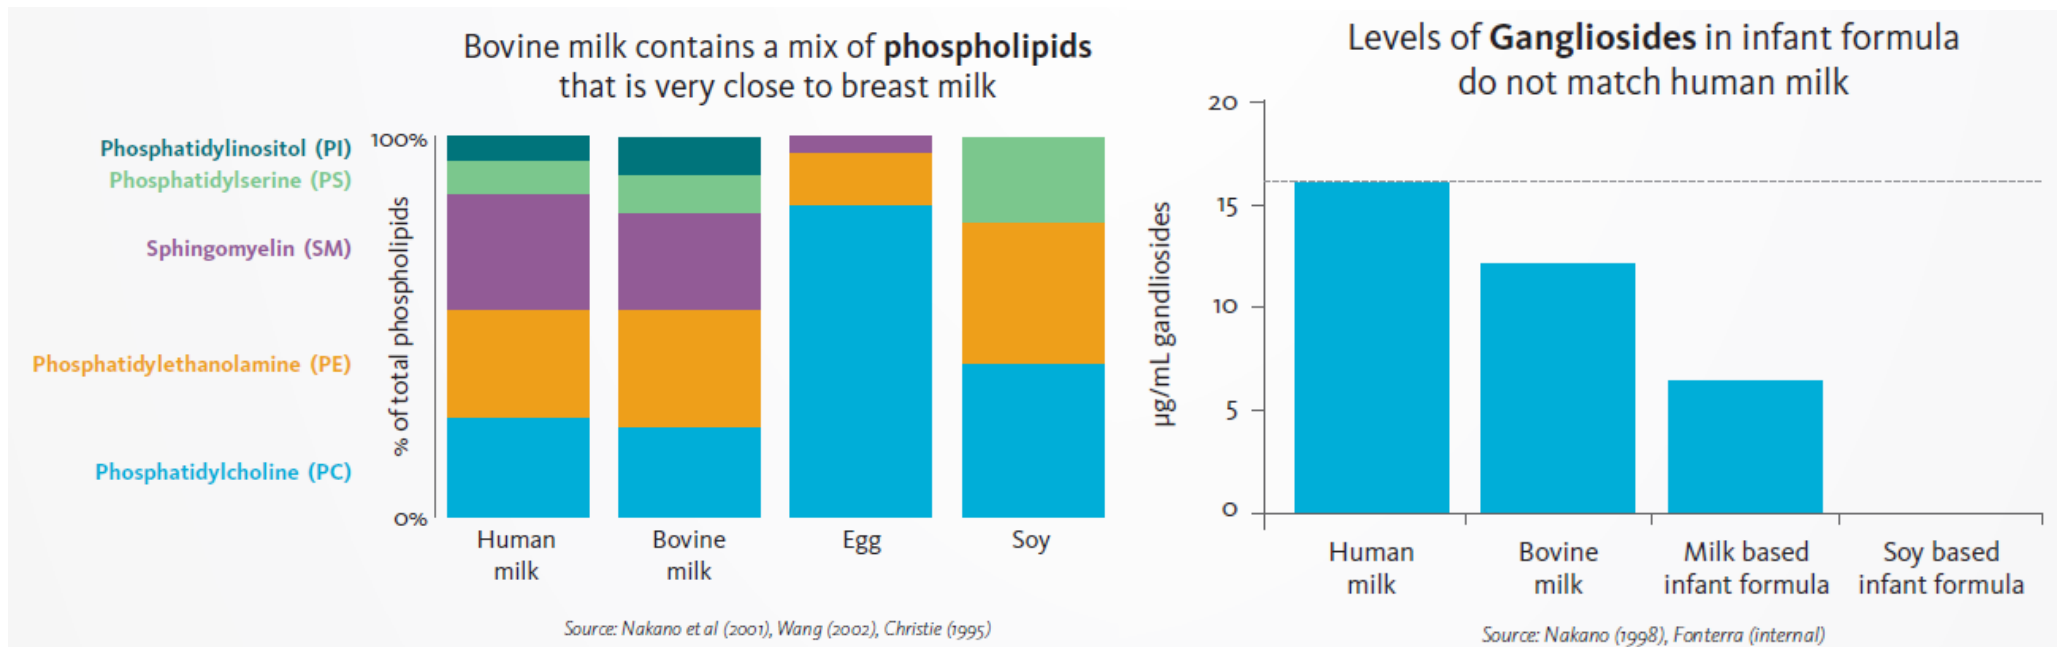 Bovine milk contains a mix of phospholipids
that is very close to breast milk
Phosphatidylinositol (PI)
Phosphatidylserine (PS)
Sphingomyelin (SM)
Phosphatidylethanolamine (PE)
Phosphatidylcholine (PC)
% of total phospholipids
100%
0%
Human
milk
Bovine
milk
Egg
Soy
Source: Nakano et al (2001), Wang (2002), Christie (1995)
Levels of Gangliosides in infant formula
do not match human milk
µg/mL gandliosides
20
15
10
5
0
Human
milk
Bovine
milk
Milk based
infant formula
Soy based
infant formula
Source: Nakano (1998), Fonterra (internal)